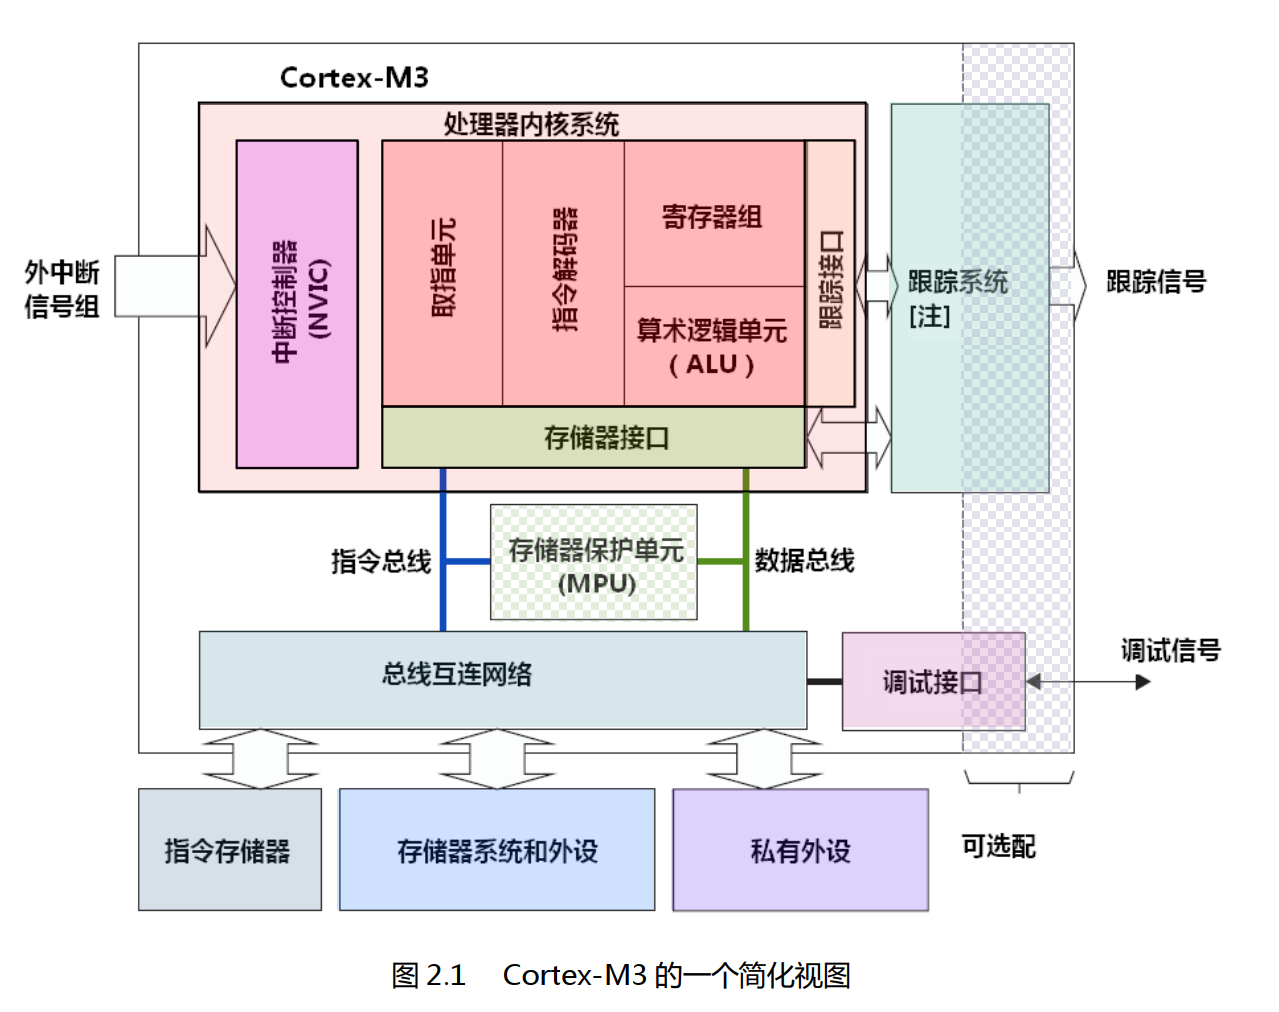 Cortex-M3
处理器内核系统
外中断
信号组
中断控制器
(NVIC)
取指单元
指令解码器
寄存器组
算术逻辑单元
( ALU )
跟踪接口
跟踪系统
[注]
跟踪信号
存储器接口
指令总线
存储器保护单元
(MPU)
数据总线
总线互连网络
调试接口
调试信号
指令存储器
存储器系统和外设
私有外设
可选配
图 2.1 Cortex-M3 的一个简化视图